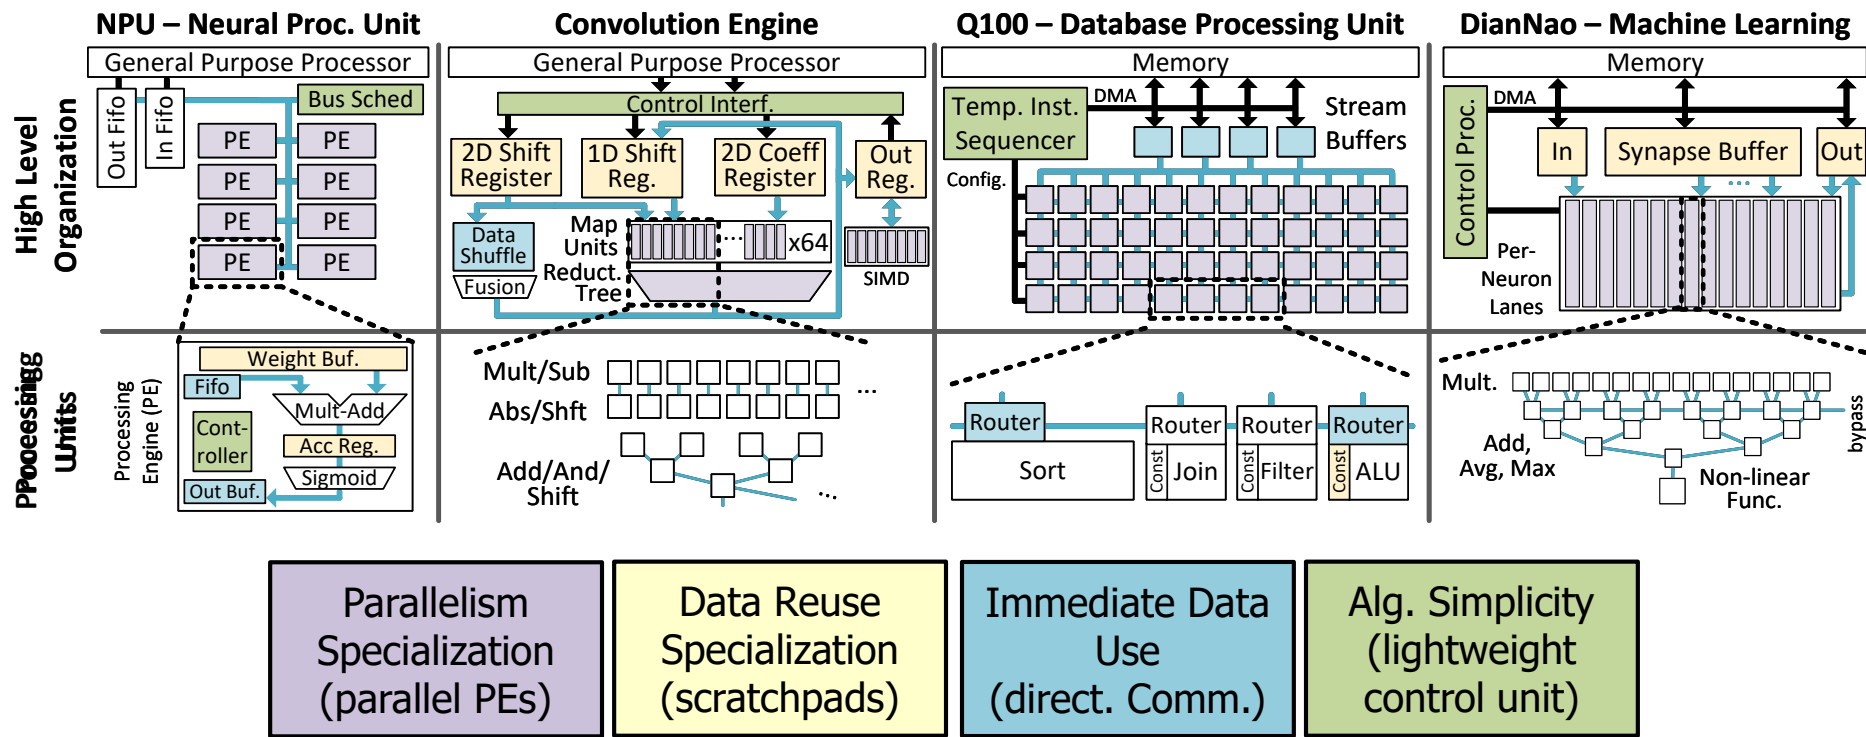 NPU – Neural Proc. Unit
Convolution Engine
Q100 – Database Processing Unit
DianNao – Machine Learning
High Level
Organization
General Purpose Processor
Out Fifo
In Fifo
Bus Sched
PE
PE
PE
PE
PE
PE
PE
PE
General Purpose Processor
Control Interf.
2D Shift
Register
1D Shift
Reg.
2D Coeff
Register
Out
Reg.
Data
Shuffle
Fusion
Map
Units
...
x64
Reduct.
Tree
SIMD
Memory
Temp. Inst.
Sequencer
DMA
Stream
Buffers
Config.
Memory
Control Proc.
DMA
In
Synapse Buffer
Out
...
Per-
Neuron
Lanes
Processing
Units
Processing
Engine (PE)
Weight Buf.
Fifo
Mult-Add
Cont-
roller
Acc Reg.
Sigmoid
Out Buf.
Mult/Sub
...
Abs/Shft
Add/And/
Shift
...
Router
Sort
Router
Const
Join
Router
Const
Filter
Router
Const
ALU
Mult.
Add,
Avg, Max
bypass
Non-linear
Func.
Parallelism
Specialization
(parallel PEs)
Data Reuse
Specialization
(scratchpads)
Immediate Data
Use
(direct. Comm.)
Alg. Simplicity
(lightweight
control unit)